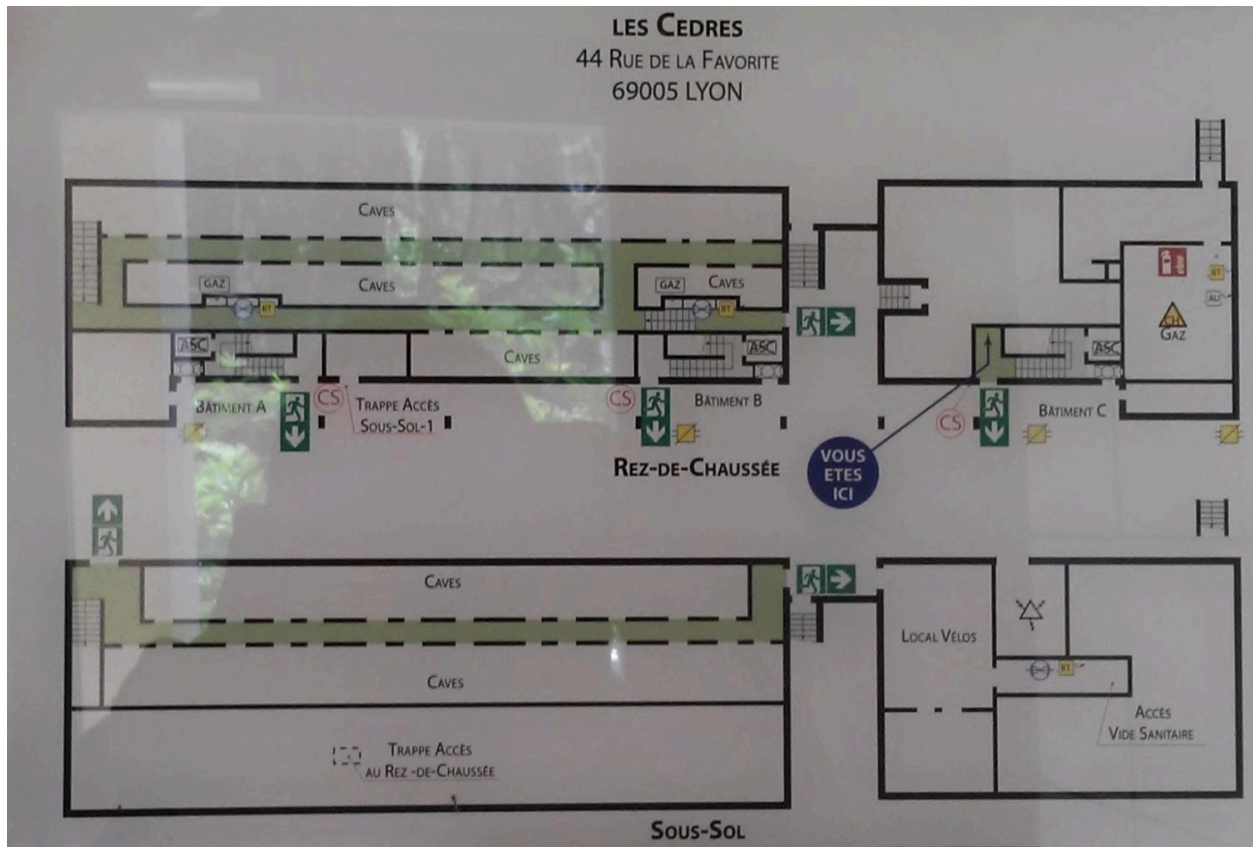 LES CEDRES
44 RUE DE LA FAVORITE
69005 LYON
CAVES
GAZ
CAVES
GAZ
CAVES
BT
BT
BT
AU
CH
GAZ
ASC
CAVES
ASC
ASC
BÂTIMENT A
CS
TRAPPE ACCÈS
SOUS-SOL-1
CS
BÂTIMENT B
CS
BÂTIMENT C
REZ-DE-CHAUSSÉE
VOUS
ETES
ICI
CAVES
CAVES
LOCAL VÉLOS
BT
ACCÈS
VIDE SANITAIRE
TRAPPE ACCÈS
AU REZ -DE-CHAUSSÉE
SOUS-SOL